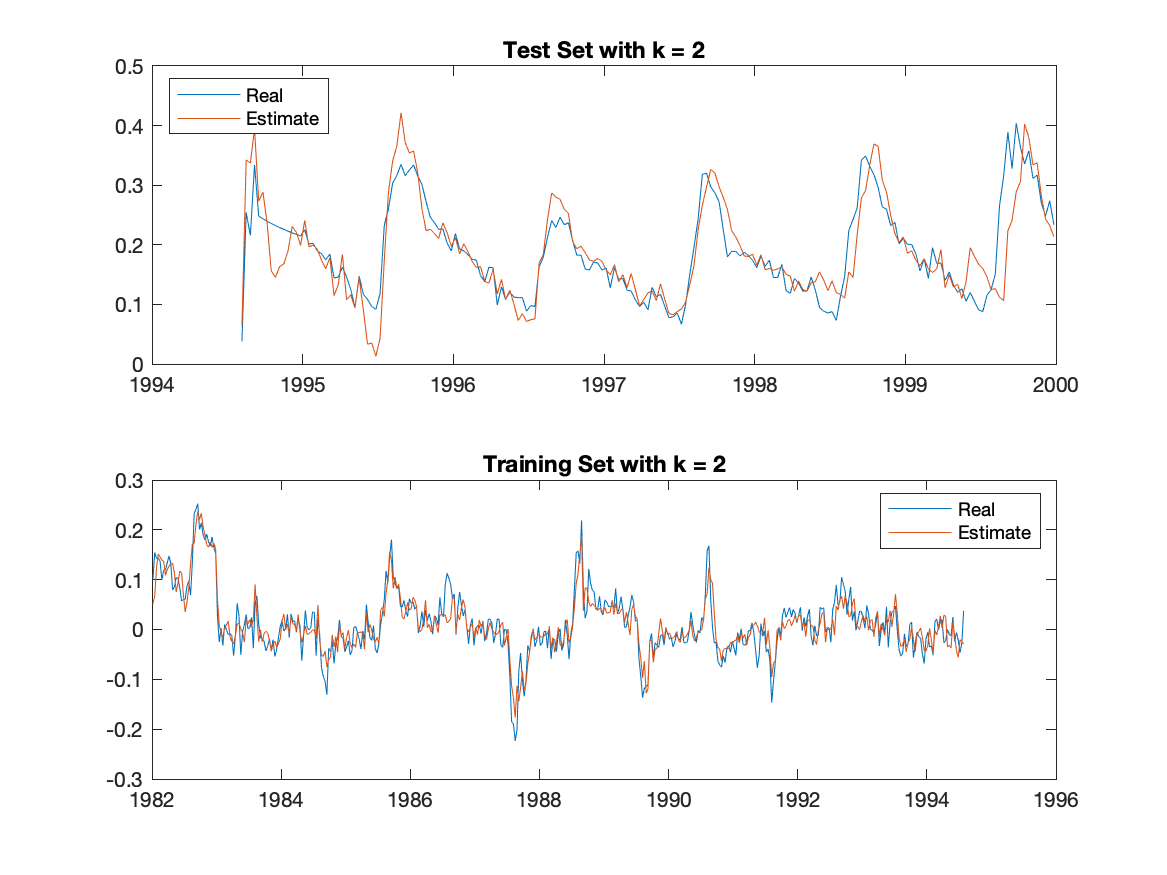 Test Set with k = 2
0.5
0.4
0.3
0.2
0.1
0
Real
Estimate
1994 1995 1996 1997 1998 1999 2000
Training Set with k = 2
0.3
0.2
0.1
0
-0.1
-0.2
-0.3
Real
Estimate
1982 1984 1986 1988 1990 1992 1994 1996